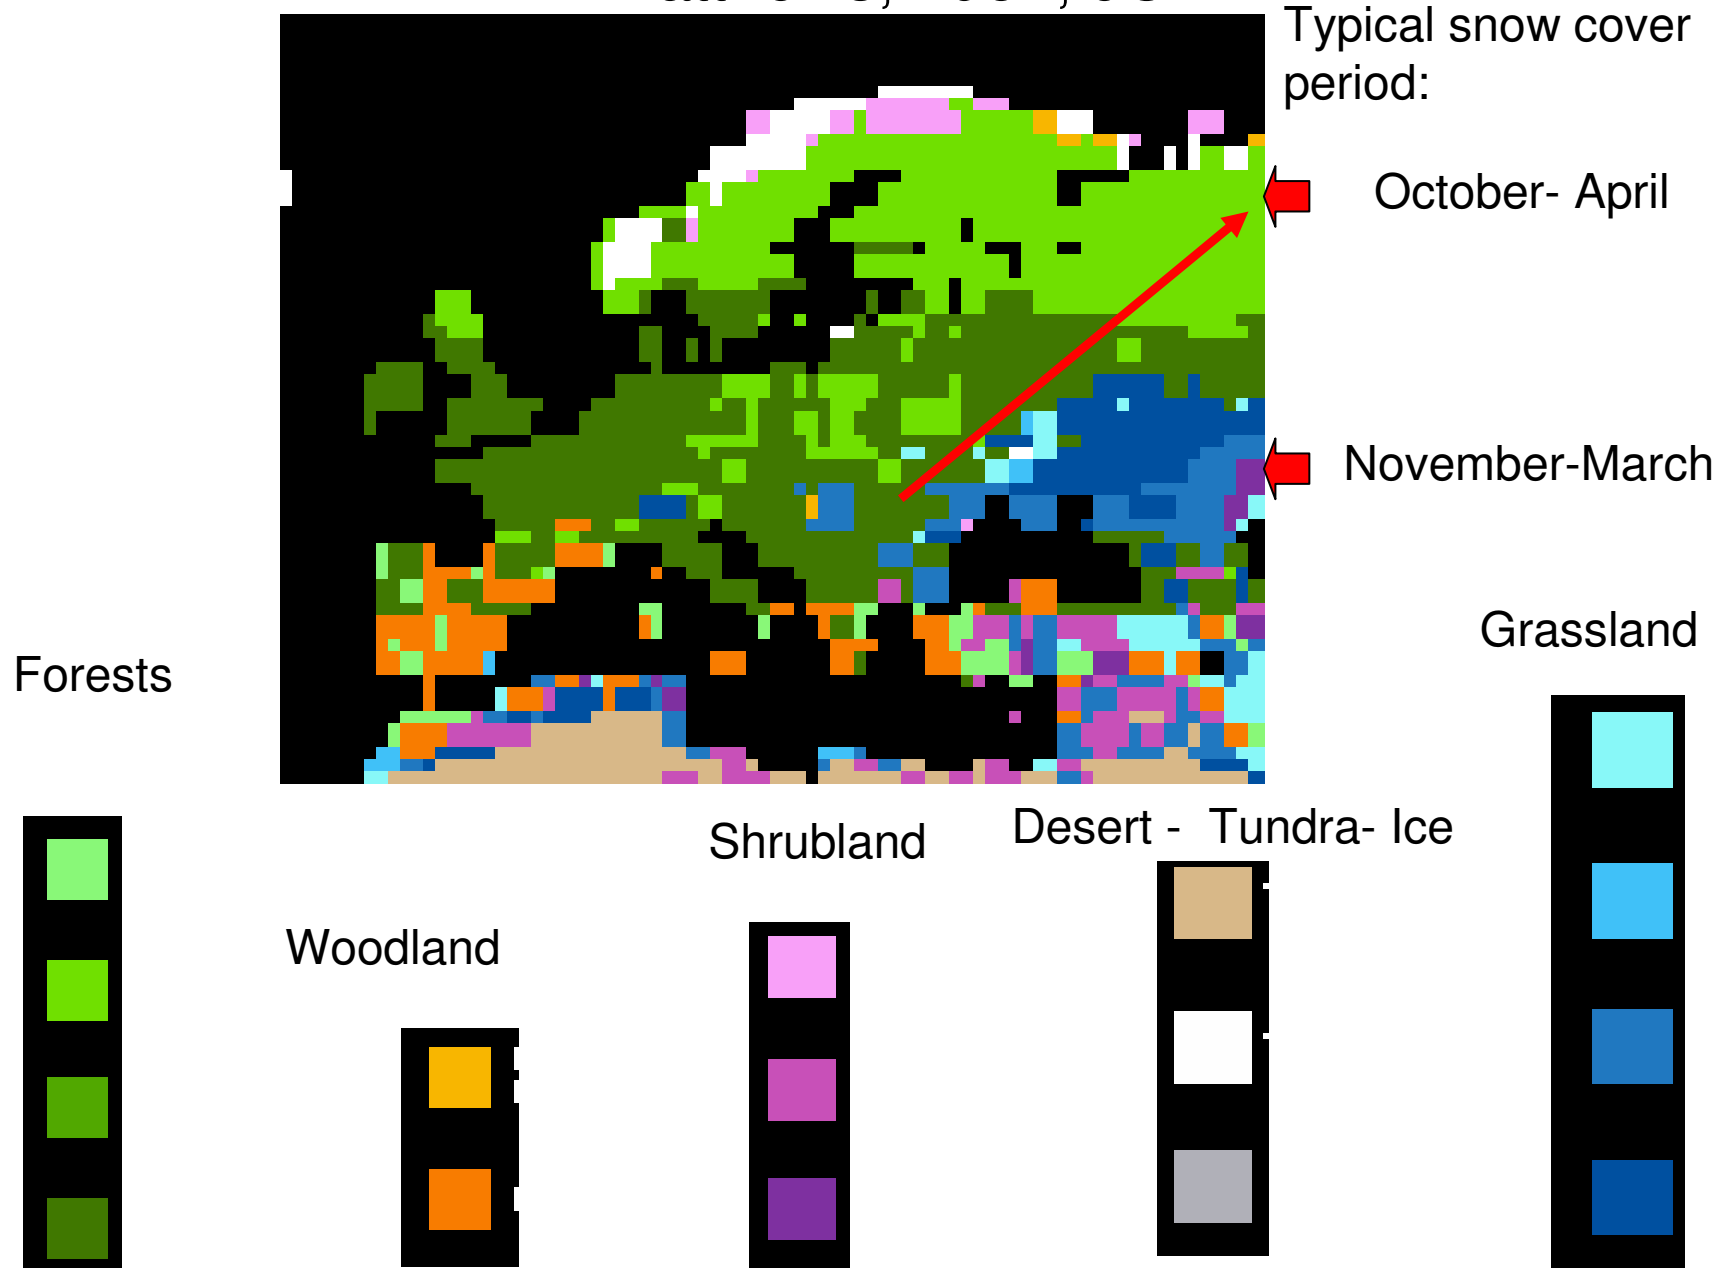 Typical snow cover
period:
October- April
November-March
Grassland
Forests
Desert - Tundra- Ice
Shrubland
Woodland